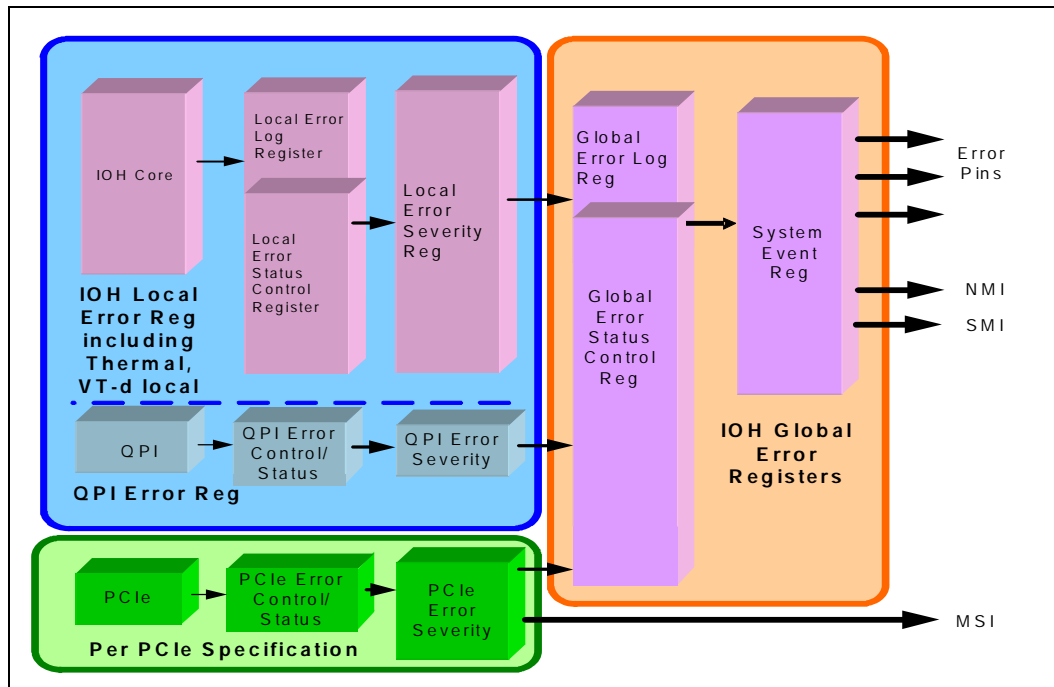 IOH Core
Local Error
Log
Register
Local
Error
Status
Control
Register
Local
Error
Severity
Reg
IOH Local
Error Reg
including
Thermal,
VT-d local
QPI
QPI Error
Control/
Status
QPI Error
Severity
QPI Error Reg
PCIe
PCIe Error
Control/
Status
PCIe
Error
Severity
Per PCIe Specification
Global
Error Log
Reg
Global
Error
Status
Control
Reg
System
Event
Reg
IOH Global
Error
Registers
Error
Pins
NMI
SMI
MSI